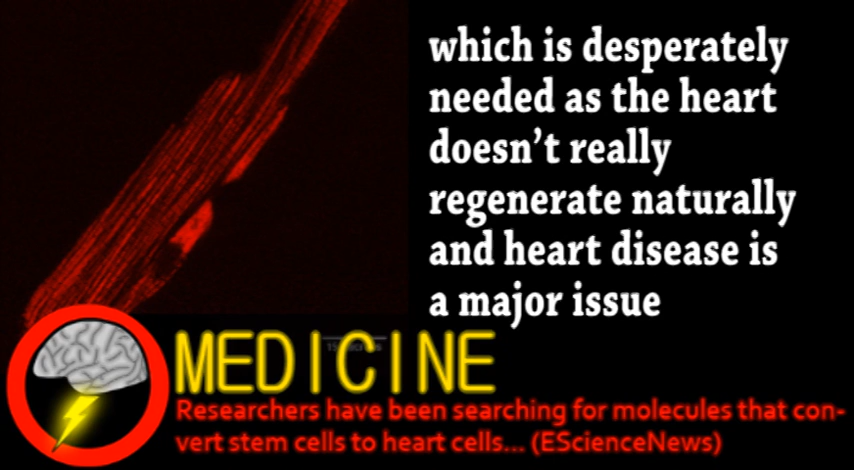 which is desperately
needed as the heart
doesn't really
regenerate naturally
and heart disease is
a major issue
MEDICINE
Researchers have been searching for molecules that con-
vert stem cells to heart cells... (EScienceNews)